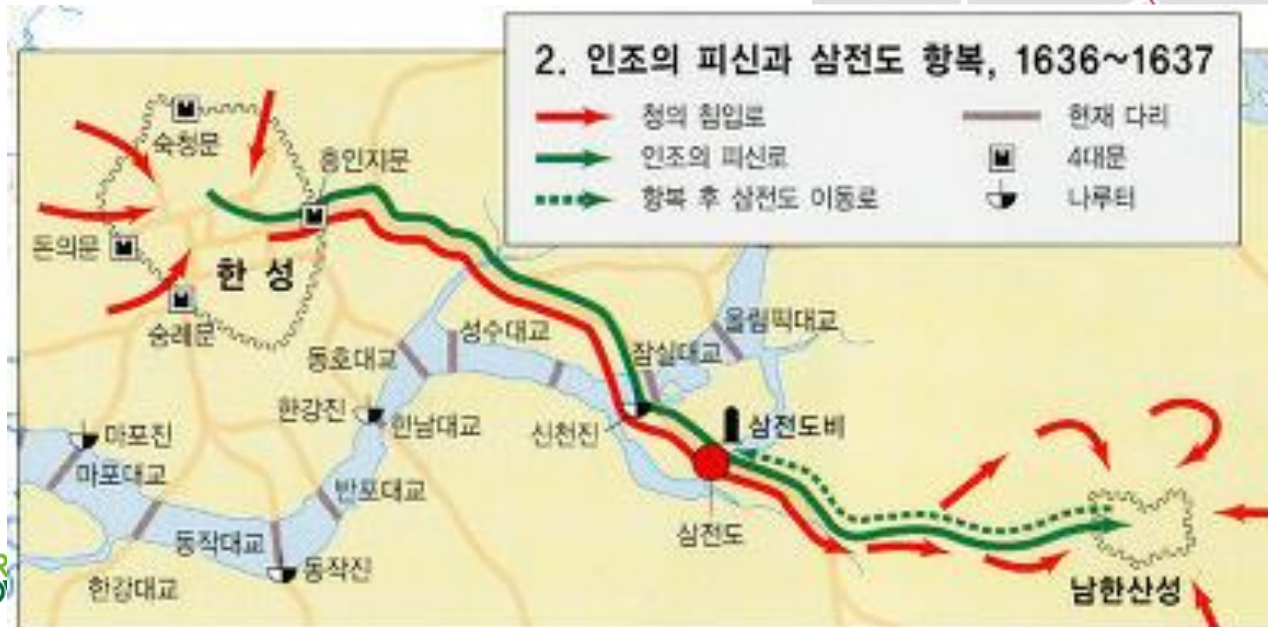 2. 인조의 피신과 삼전도 항복, 1636~1637
청의 침입로
현재 다리
인조의 피신로
4대문
항복 후 삼전도 이동로
나루터
숙청문
흥인지문
돈의문
한 성
숭례문
올림픽대교
성수대교
동호대교
잠실대교
한강진
한남대교
신천진
삼전도비
마포진
마포대교
반포대교
삼전도
동작대교
동작진
한강대교
남한산성